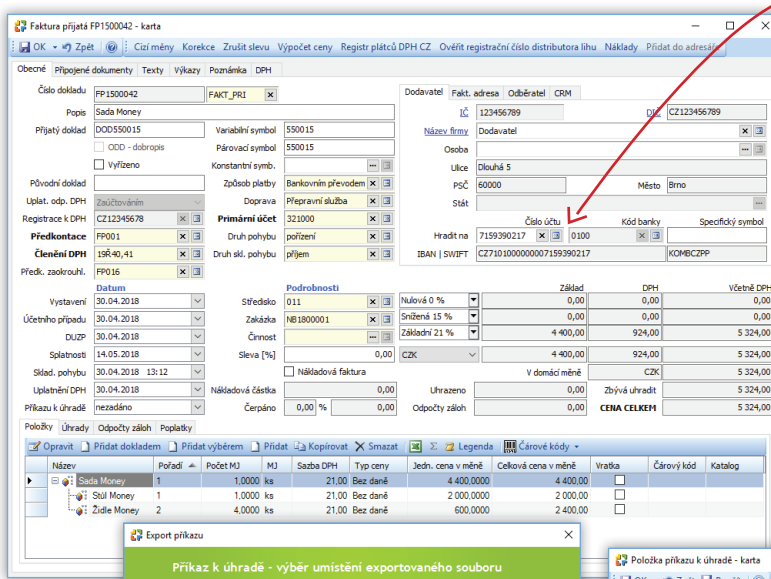 Faktura přijatá FP1500042 - karta
OK Zpět Cizí měny Korekce Zrušit slevu Výpočet ceny Registr plátců DPH CZ Ověřit registrační číslo distributora lihu Náklady Přidat do adresáře
Obecné Připojené dokumenty Texty Výkazy Poznámka DPH
Číslo dokladu FP1500042 FAKT_PRI
Popis Sada Money
Přijatý doklad DOD550015 Variabilní symbol 550015
ODD - dobropis Párovací symbol 550015
Vyřízeno Konstantní symb.
Původní doklad Způsob platby Bankovním převodem
Uplat. odp. DPH Zaúčtováním Doprava Přepravní služba
Registrace k DPH CZ12345678 Primární účet 321000
Předkontace FP001 Druh pohybu pořízení
Členění DPH 19Ř40,41 Druh skl. pohybu příjem
Předk. zaokrouhl. FP016
Dodavatel Fakt. adresa Odběratel CRM
IČ 123456789 DIČ CZ123456789
Název firmy Dodavatel
Osoba
Ulice Dlouhá 5
PSČ 60000 Město Brno
Stát
Číslo účtu Kód banky Specifický symbol
Hradit na 7159390217 0100
IBAN | SWIFT CZ7101000000007159390217 KOMBCZPP
Datum Podrobnosti
Vystavení 30.04.2018 Středisko 011
Účetního případu 30.04.2018 Zakázka NB1800001
DUZP 30.04.2018 Činnost
Splatnosti 14.05.2018 Sleva [%] 0,00
Sklad. pohybu 30.04.2018 13:12 Nákladová faktura
Uplatnění DPH 30.04.2018 Nákladová částka 0,00
Příkazu k úhradě nezadáno Čerpáno 0,00 % 0,00
Základ DPH Včetně DPH
Nulová 0 % 0,00 0,00 0,00
Snížená 15 % 0,00 0,00 0,00
Základní 21 % 4 400,00 924,00 5 324,00
CZK 4 400,00 924,00 5 324,00
V domácí měně CZK 5 324,00
Uhrazeno 0,00 Zbývá uhradit 5 324,00
Odpočty záloh 0,00 CENA CELKEM 5 324,00
Položky Úhrady Odpočty záloh Poplatky
Opravit Přidat dokladem Přidat výběrem Přidat Kopírovat Smazat Σ Legenda Čárové kódy
Název Pořadí Počet MJ MJ Sazba DPH Typ ceny Jedn. cena v měně Celková cena v měně Vratka Čárový kód Katalog
Sada Money 1 1,0000 ks 21,00 Bez daně 4 400,0000 4 400,00
Stůl Money 1 1,0000 ks 21,00 Bez daně 2 000,0000 2 000,00
Židle Money 2 4,0000 ks 21,00 Bez daně 600,0000 2 400,00
Export příkazu
Příkaz k úhradě - výběr umístění exportovaného souboru
Položka příkazu k úhradě - karta